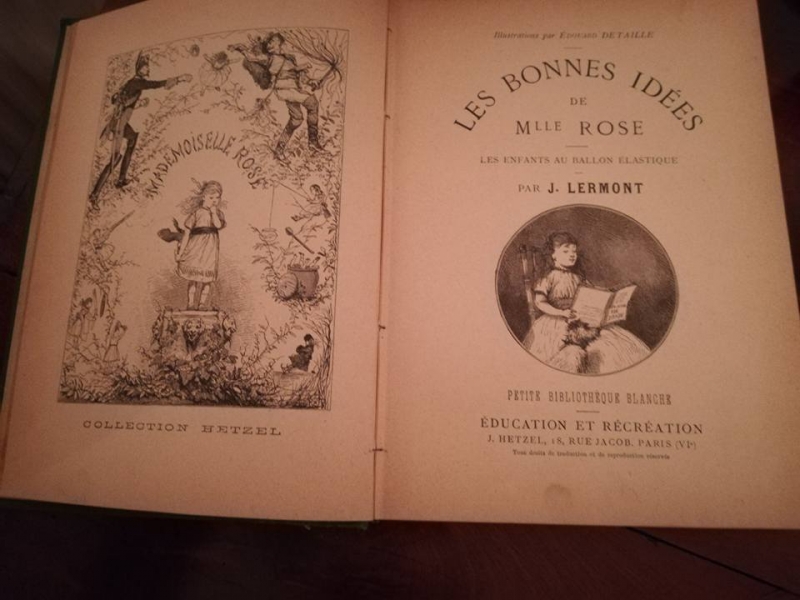 MADEMOISELLE ROSE
COLLECTION HETZEL
Illustrations par ÉDOUARD DETAILLE
LES BONNES IDÉES
DE
MLLE ROSE
LES ENFANTS AU BALLON ÉLASTIQUE
PAR J. LERMONT
PETITE BIBLIOTHÈQUE BLANCHE
ÉDUCATION ET RÉCRÉATION
J. HETZEL, 18, RUE JACOB, PARIS (VIe)
Tous droits de traduction et de reproduction réservés